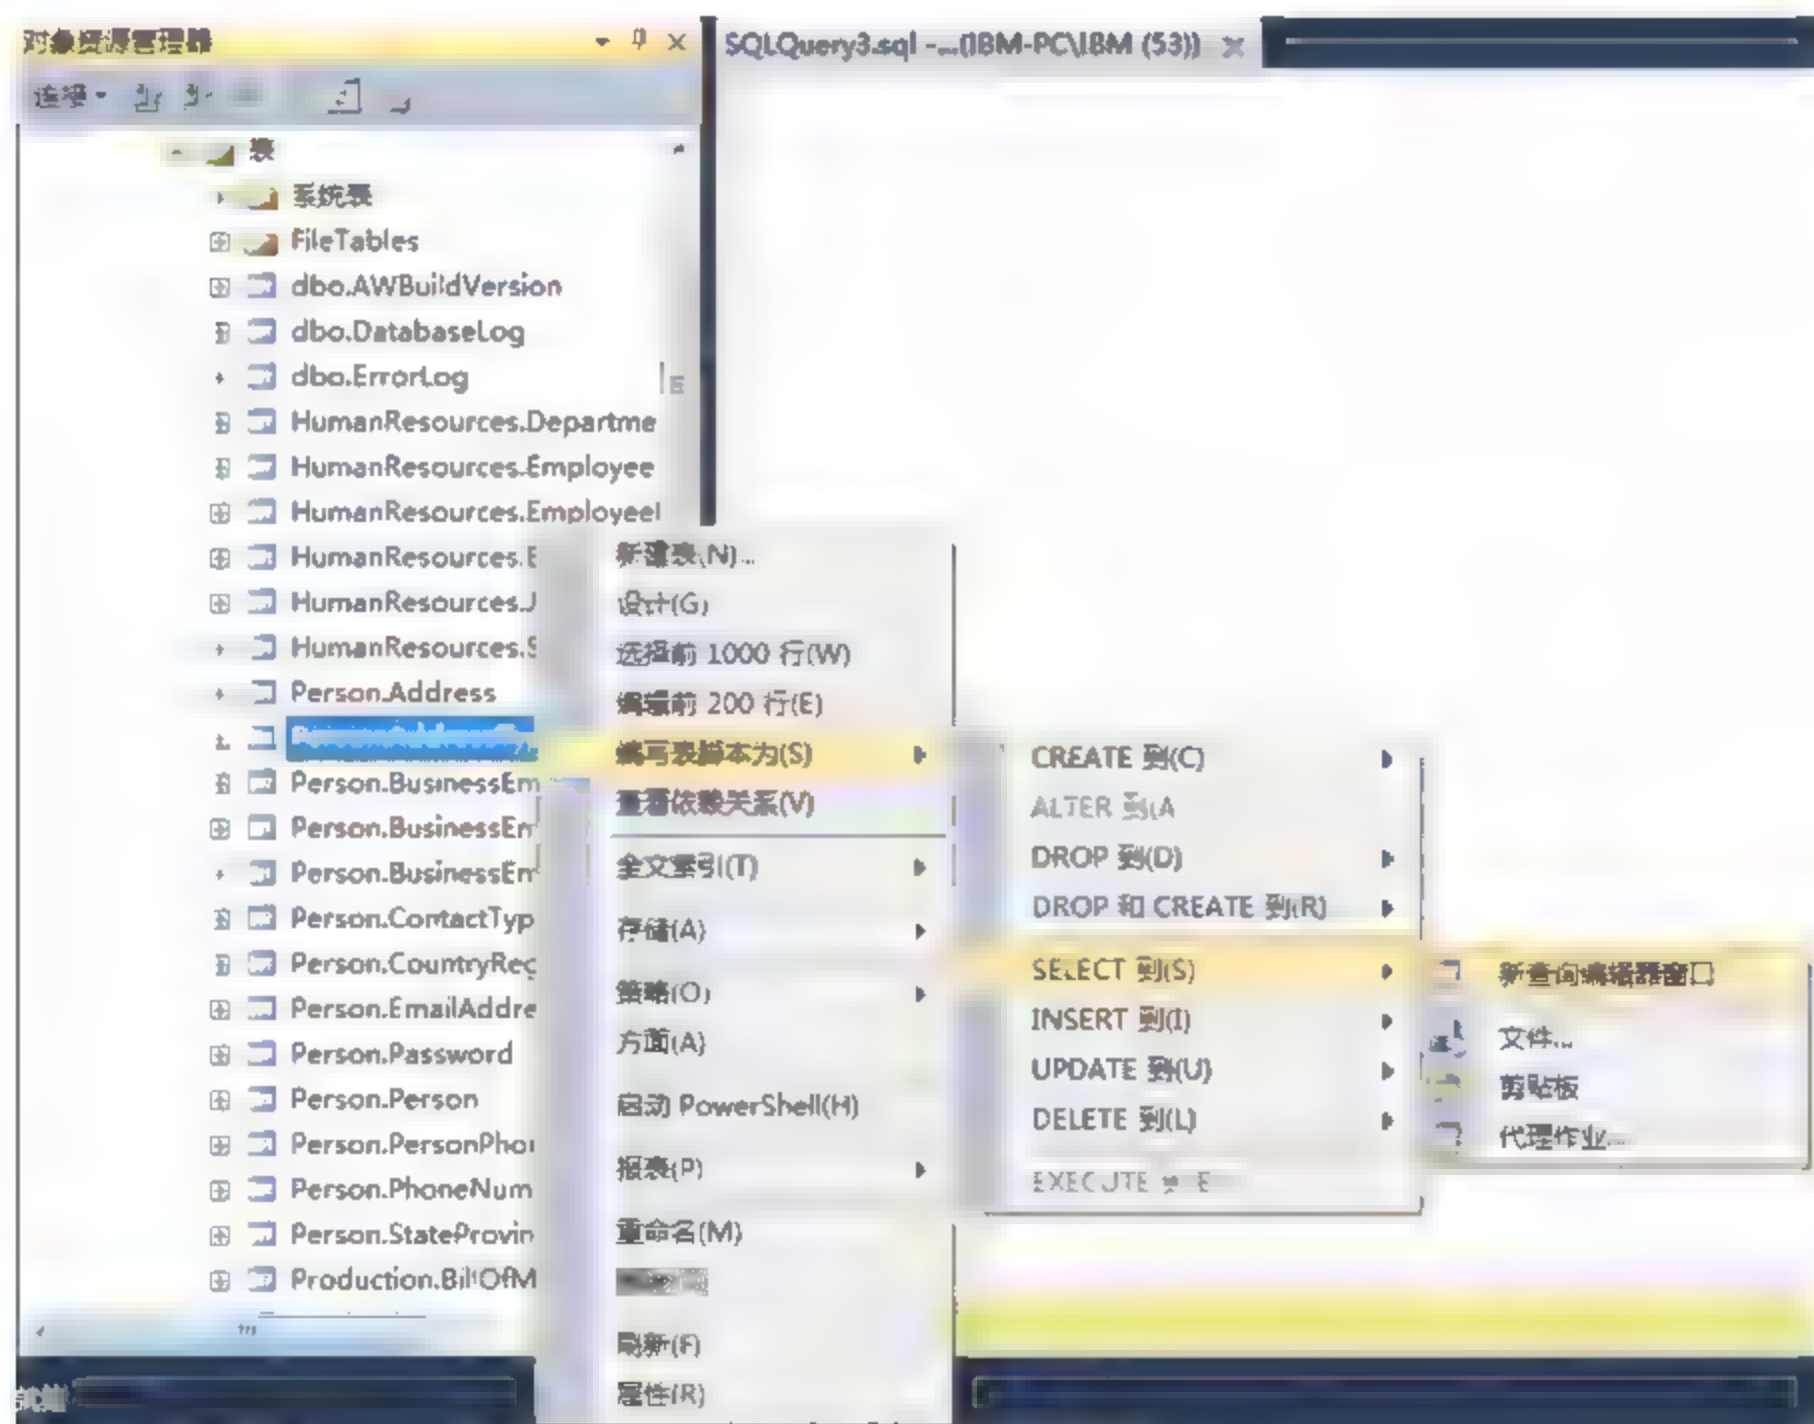 对象资源管理器
SQLQuery3.sql -...(IBM-PC\IBM (53))
连接
表
系统表
FileTables
dbo.AWBuildVersion
dbo.DatabaseLog
dbo.ErrorLog
HumanResources.Departme
HumanResources.Employee
HumanResources.Employee
HumanResources.E
HumanResources.J
HumanResources.S
Person.Address
Person.BusinessEn
Person.BusinessEn
Person.BusinessEn
Person.ContactTyp
Person.CountryReg
Person.EmailAddre
Person.Password
Person.Person
Person.PersonPho
Person.PhoneNum
Person.StateProvin
Production.BillOfM
新建表(N)...
设计(G)
选择前 1000 行(W)
编辑前 200 行(E)
编写表脚本为(S)
查看依赖关系(V)
全文索引(T)
存储(A)
策略(O)
方面(A)
启动 PowerShell(H)
报表(P)
重命名(M)
刷新(F)
属性(R)
CREATE 到(C)
ALTER 到(A
DROP 到(D)
DROP 和 CREATE 到(R)
SELECT 到(S)
INSERT 到(I)
UPDATE 到(U)
DELETE 到(L)
EXECUTE
新查询编辑器窗口
文件...
剪贴板
代理作业...
就绪